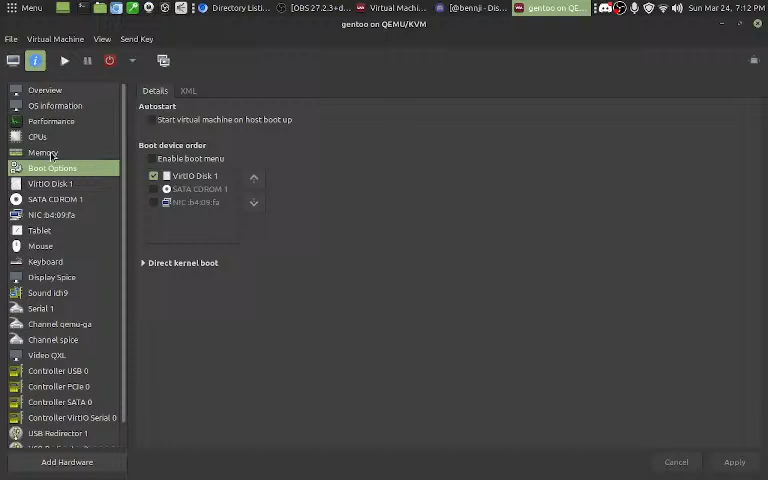 Menu
Directory Listi...
[OBS 27.2.3+d...
Virtual Machi...
[@bennji - Dis...
gentoo on QE...
Sun Mar 24, 7:12 PM
gentoo on QEMU/KVM
File Virtual Machine View Send Key
Overview
OS information
Performance
CPUs
Memory
Boot Options
VirtIO Disk 1
SATA CDROM 1
NIC :b4:09:fa
Tablet
Mouse
Keyboard
Display Spice
Sound ich9
Serial 1
Channel qemu-ga
Channel spice
Video QXL
Controller USB 0
Controller PCIe 0
Controller SATA 0
Controller VirtIO Serial 0
USB Redirector 1
Add Hardware
Details XML
Autostart
Start virtual machine on host boot up
Boot device order
Enable boot menu
VirtIO Disk 1
SATA CDROM 1
NIC :b4:09:fa
Direct kernel boot
Cancel Apply